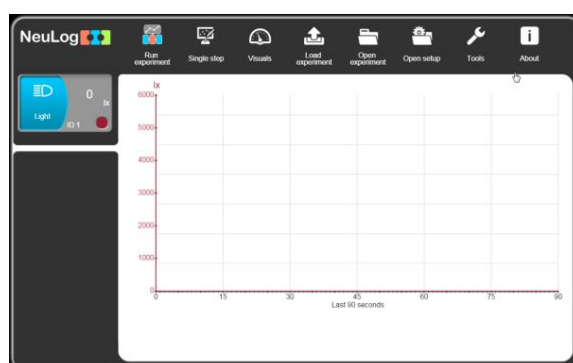 NeuLog
Run experiment
Single step
Visuals
Load experiment
Open experiment
Open setup
Tools
About
Light
0
lx
ID 1
lx
6000
5000
4000
3000
2000
1000
0
0 15 30 45 60 75 90
Last 90 seconds